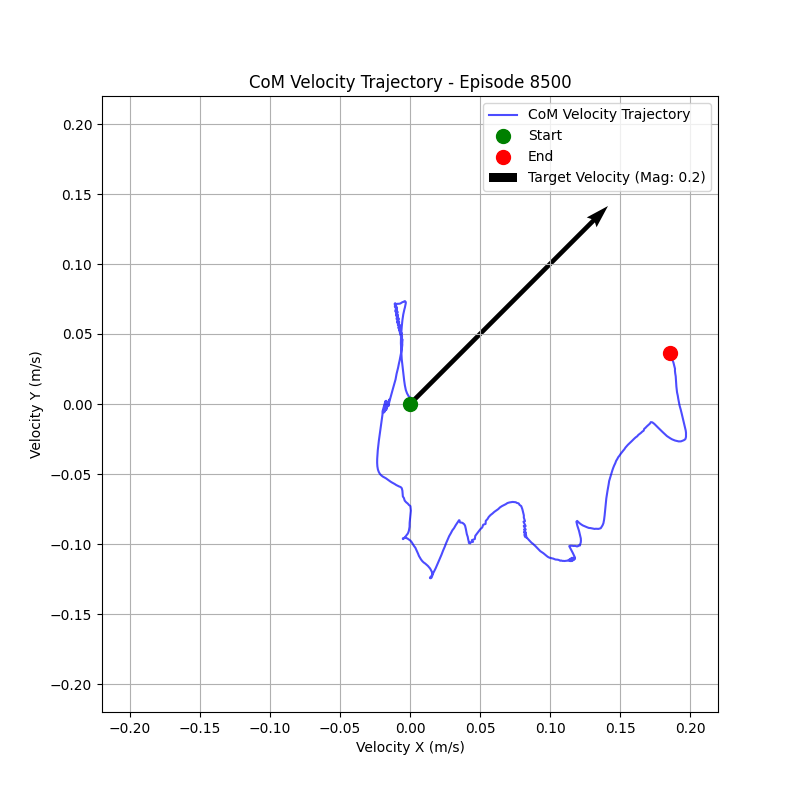 CoM Velocity Trajectory - Episode 8500
CoM Velocity Trajectory
Start
End
Target Velocity (Mag: 0.2)
Velocity Y (m/s)
0.20
0.15
0.10
0.05
0.00
−0.05
−0.10
−0.15
−0.20
−0.20 −0.15 −0.10 −0.05 0.00 0.05 0.10 0.15 0.20
Velocity X (m/s)